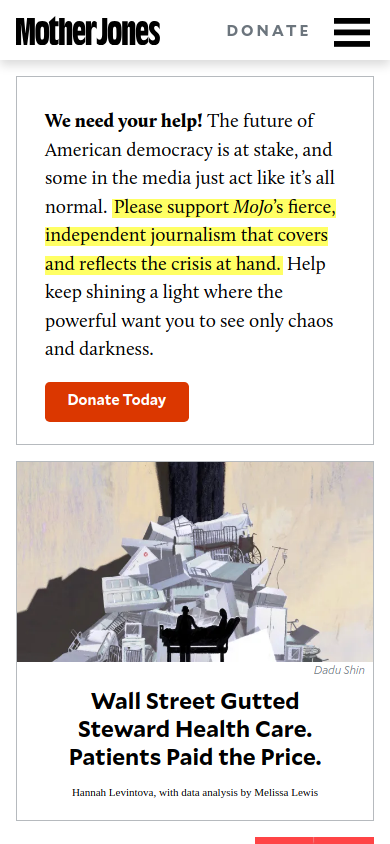 Mother Jones
DONATE
We need your help! The future of
American democracy is at stake, and
some in the media just act like it’s all
normal. Please support MoJo’s fierce,
independent journalism that covers
and reflects the crisis at hand. Help
keep shining a light where the
powerful want you to see only chaos
and darkness.
Donate Today
Dadu Shin
Wall Street Gutted
Steward Health Care.
Patients Paid the Price.
Hannah Levintova, with data analysis by Melissa Lewis